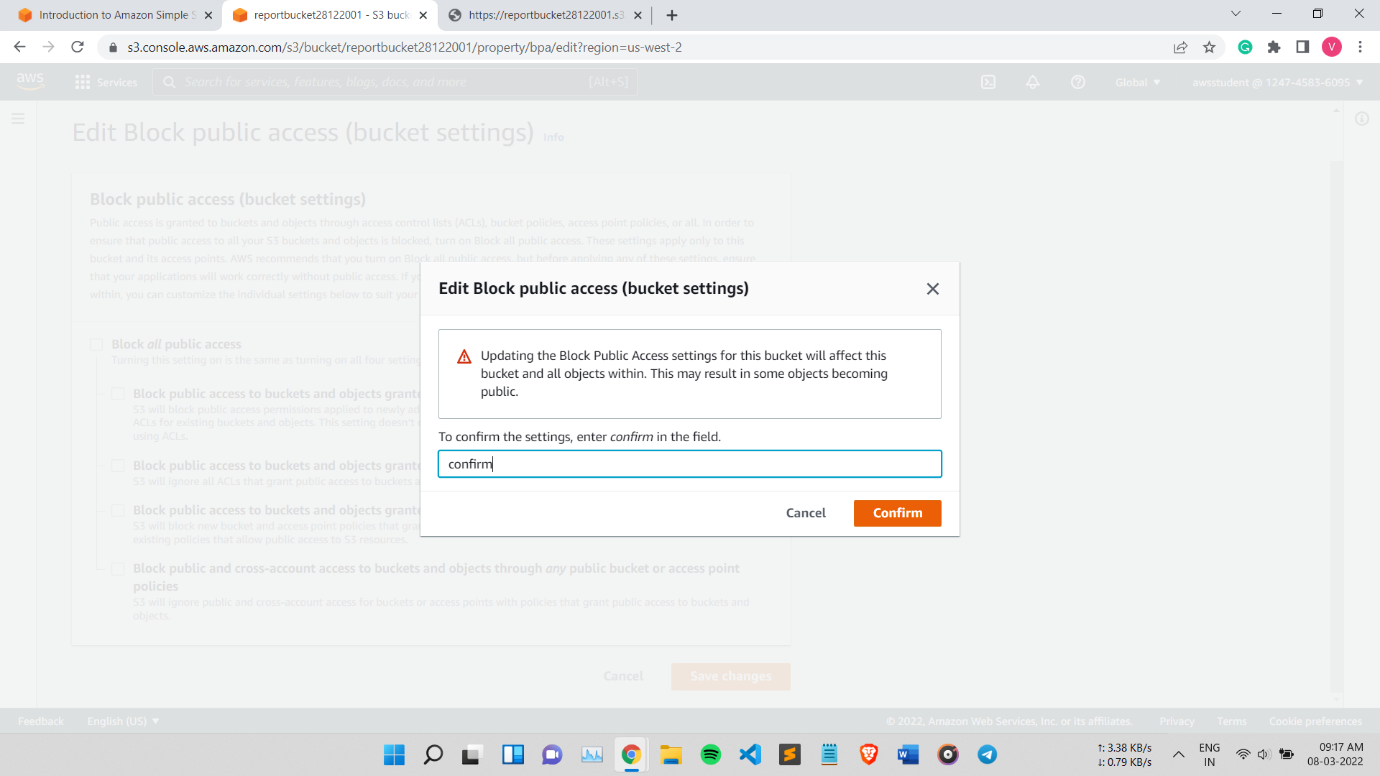 Introduction to Amazon Simple S
reportbucket28122001 - S3 buck
https://reportbucket28122001.s3
s3.console.aws.amazon.com/s3/bucket/reportbucket28122001/property/bpa/edit?region=us-west-2
V
aws
Services
Search for services, features, blogs, docs, and more
[Alt+S]
Global
awsstudent @ 1247-4583-6095
Edit Block public access (bucket settings) Info
Block public access (bucket settings)
Public access is granted to buckets and objects through access control lists (ACLs), bucket policies, access point policies, or all. In order to
ensure that public access to all your S3 buckets and objects is blocked, turn on Block all public access. These settings apply only to this
bucket and its access points. AWS recommends that you turn on Block all public access, but before applying any of these settings, ensure
that your applications will work correctly without public access. If yo
within, you can customize the individual settings below to suit your
Block all public access
Turning this setting on is the same as turning on all four setting
Block public access to buckets and objects grante
S3 will block public access permissions applied to newly ad
ACLs for existing buckets and objects. This setting doesn't
using ACLs.
Block public access to buckets and objects grante
S3 will ignore all ACLs that grant public access to buckets a
Block public access to buckets and objects grante
S3 will block new bucket and access point policies that gran
existing policies that allow public access to S3 resources.
Block public and cross-account access to buckets and objects through any public bucket or access point
policies
S3 will ignore public and cross-account access for buckets or access points with policies that grant public access to buckets and
objects.
Cancel
Save changes
Edit Block public access (bucket settings)
Updating the Block Public Access settings for this bucket will affect this
bucket and all objects within. This may result in some objects becoming
public.
To confirm the settings, enter confirm in the field.
confirm
Cancel
Confirm
Feedback
English (US)
© 2022, Amazon Web Services, Inc. or its affiliates.
Privacy
Terms
Cookie preferences
↑: 3.38 KB/s
↓: 0.79 KB/s
ENG
IN
09:17 AM
08-03-2022